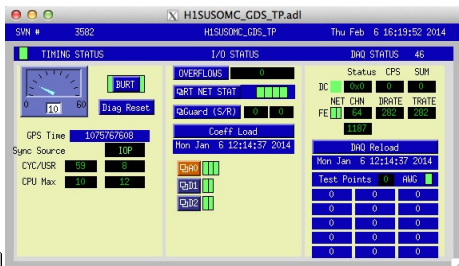 X H1SUSOMC_GDS_TP.adl
SVN # 3582 H1SUSOMC_GDS_TP Thu Feb 6 16:19:52 2014
TIMING STATUS I/O STATUS DAQ STATUS 46
0 10 60
BURT
Diag Reset
GPS Time 1075767608
Sync Source IOP
CYC/USR 59 8
CPU Max 10 12
OVERFLOWS 0
RT NET STAT
Guard (S/R) 0 0
Coeff Load
Mon Jan 6 12:14:37 2014
A0
D1
D2
Status CPS SUM
DC 0x0 0 0
NET CHN DRATE TRATE
FE 64 282 282
1187
DAQ Reload
Mon Jan 6 12:14:37 2014
Test Points 0 AWG
0 0 0
0 0 0
0 0 0
0 0 0
0 0 0
0 0 0